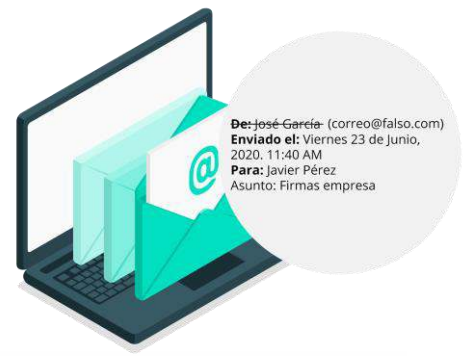 @
De: José García (correo@falso.com)
Enviado el: Viernes 23 de Junio,
2020. 11:40 AM
Para: Javier Pérez
Asunto: Firmas empresa